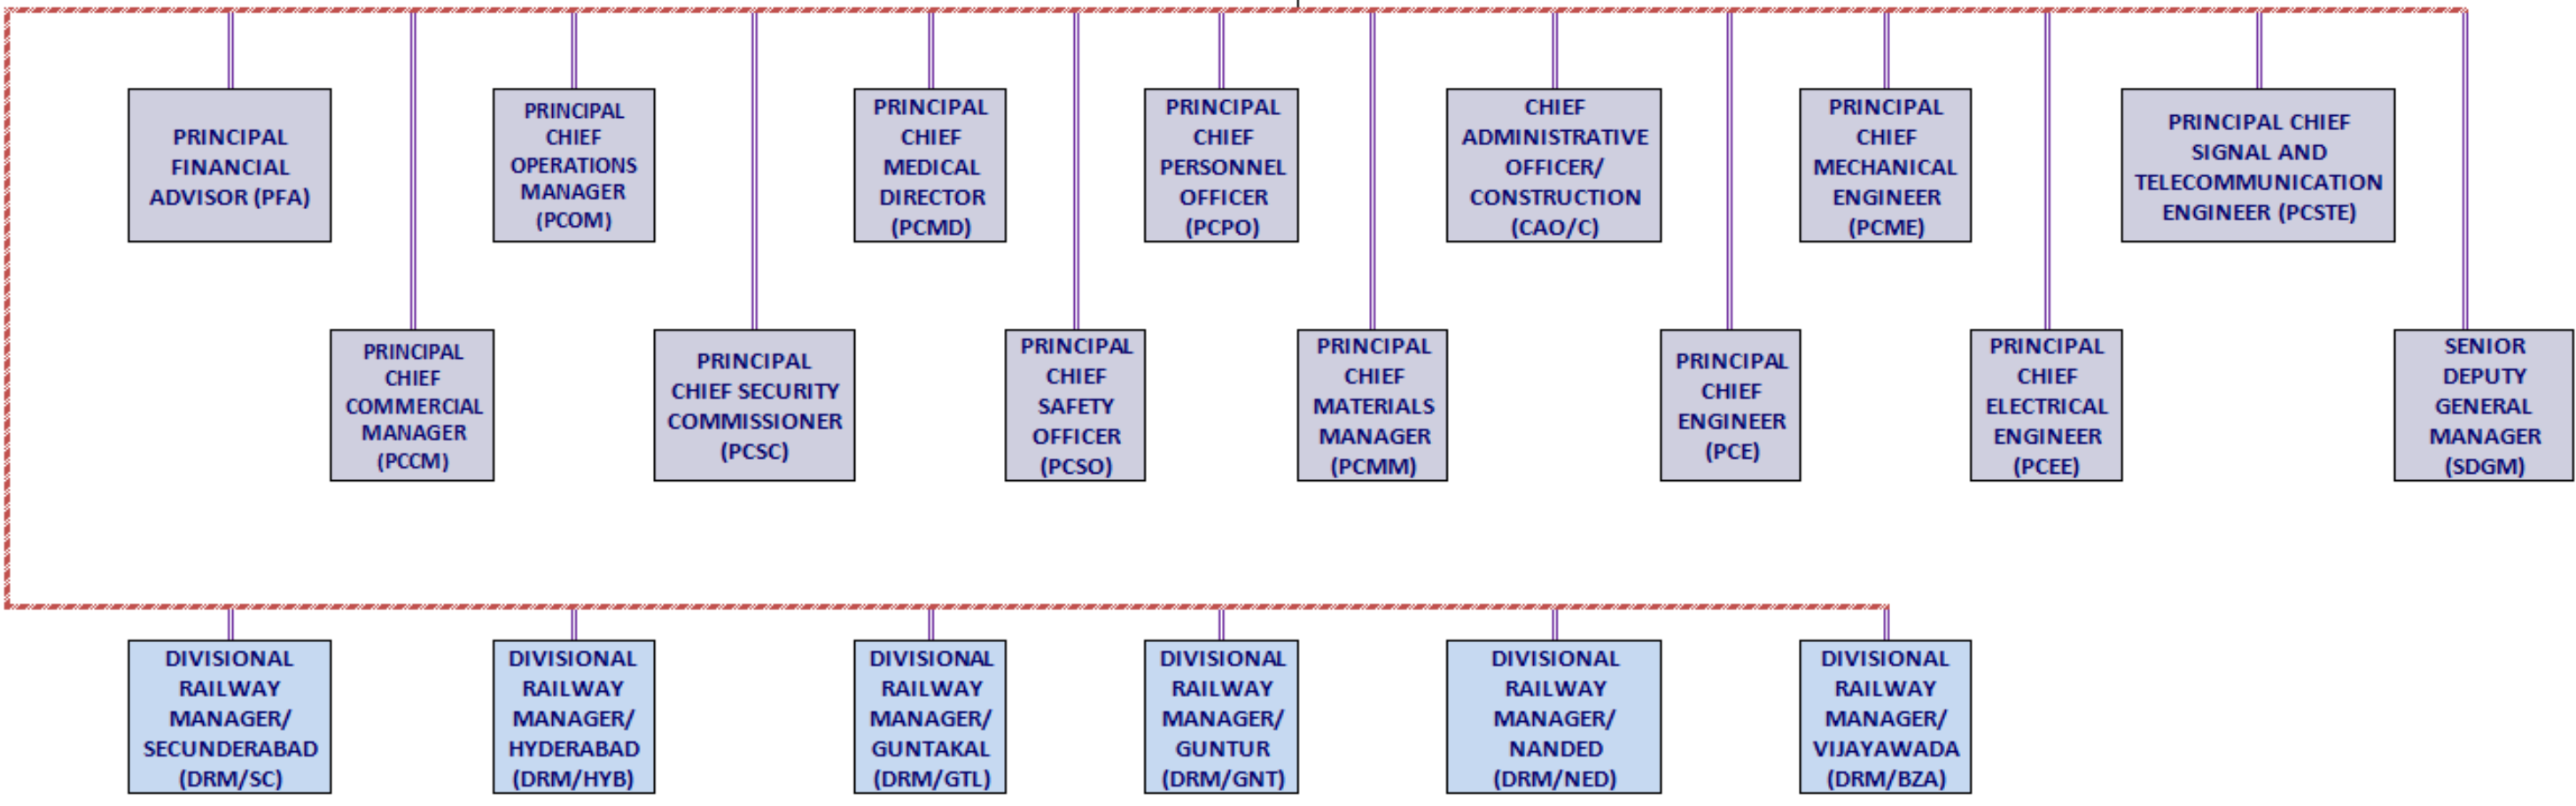 PRINCIPAL
FINANCIAL
ADVISOR (PFA)
PRINCIPAL
CHIEF
OPERATIONS
MANAGER
(PCOM)
PRINCIPAL
CHIEF
MEDICAL
DIRECTOR
(PCMD)
PRINCIPAL
CHIEF
PERSONNEL
OFFICER
(PCPO)
CHIEF
ADMINISTRATIVE
OFFICER/
CONSTRUCTION
(CAO/C)
PRINCIPAL
CHIEF
MECHANICAL
ENGINEER
(PCME)
PRINCIPAL CHIEF
SIGNAL AND
TELECOMMUNICATION
ENGINEER (PCSTE)
PRINCIPAL
CHIEF
COMMERCIAL
MANAGER
(PCCM)
PRINCIPAL
CHIEF SECURITY
COMMISSIONER
(PCSC)
PRINCIPAL
CHIEF
SAFETY
OFFICER
(PCSO)
PRINCIPAL
CHIEF
MATERIALS
MANAGER
(PCMM)
PRINCIPAL
CHIEF
ENGINEER
(PCE)
PRINCIPAL
CHIEF
ELECTRICAL
ENGINEER
(PCEE)
SENIOR
DEPUTY
GENERAL
MANAGER
(SDGM)
DIVISIONAL
RAILWAY
MANAGER/
SECUNDERABAD
(DRM/SC)
DIVISIONAL
RAILWAY
MANAGER/
HYDERABAD
(DRM/HYB)
DIVISIONAL
RAILWAY
MANAGER/
GUNTAKAL
(DRM/GTL)
DIVISIONAL
RAILWAY
MANAGER/
GUNTUR
(DRM/GNT)
DIVISIONAL
RAILWAY
MANAGER/
NANDED
(DRM/NED)
DIVISIONAL
RAILWAY
MANAGER/
VIJAYAWADA
(DRM/BZA)